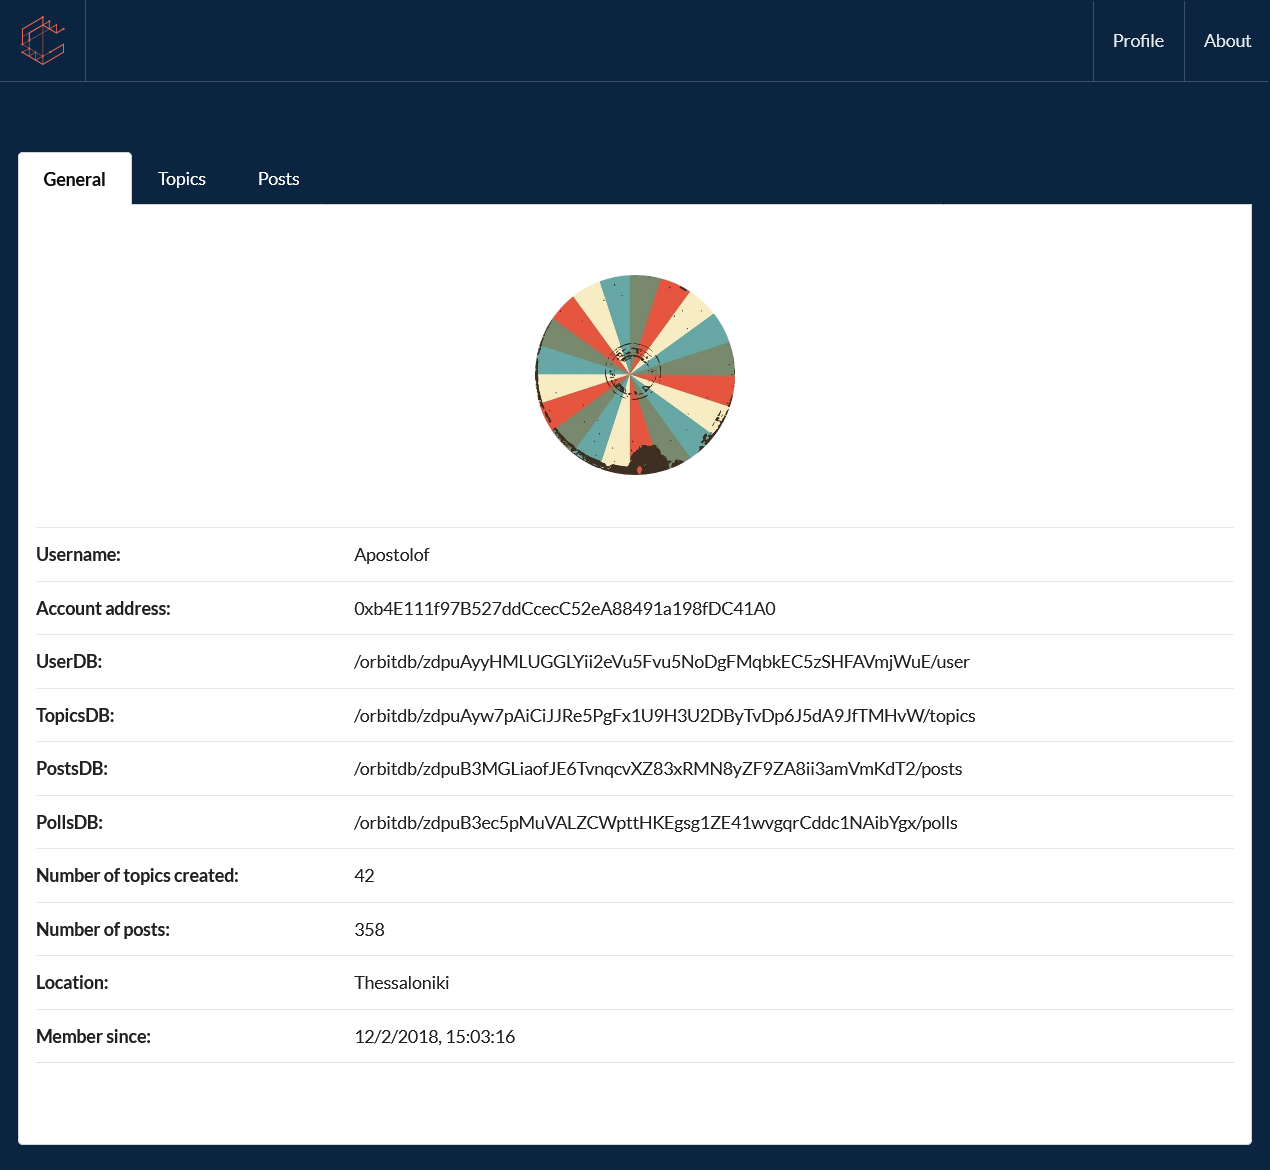 Profile About
General Topics Posts
Username: Apostolof
Account address: 0xb4E111f97B527ddCcecC52eA88491a198fDC41A0
UserDB: /orbitdb/zdpuAyyHMLUGGLYii2eVu5Fvu5NoDgFMqbkEC5zSHFAVmjWuE/user
TopicsDB: /orbitdb/zdpuAyw7pAiCiJJRe5PgFx1U9H3U2DByTvDp6J5dA9JfTMHvW/topics
PostsDB: /orbitdb/zdpuB3MGLiaofJE6TvnqcvXZ83xRMN8yZF9ZA8ii3amVmKdT2/posts
PollsDB: /orbitdb/zdpuB3ec5pMuVALZCWpttHKEgsg1ZE41wvgqrCddc1NAibYgx/polls
Number of topics created: 42
Number of posts: 358
Location: Thessaloniki
Member since: 12/2/2018, 15:03:16